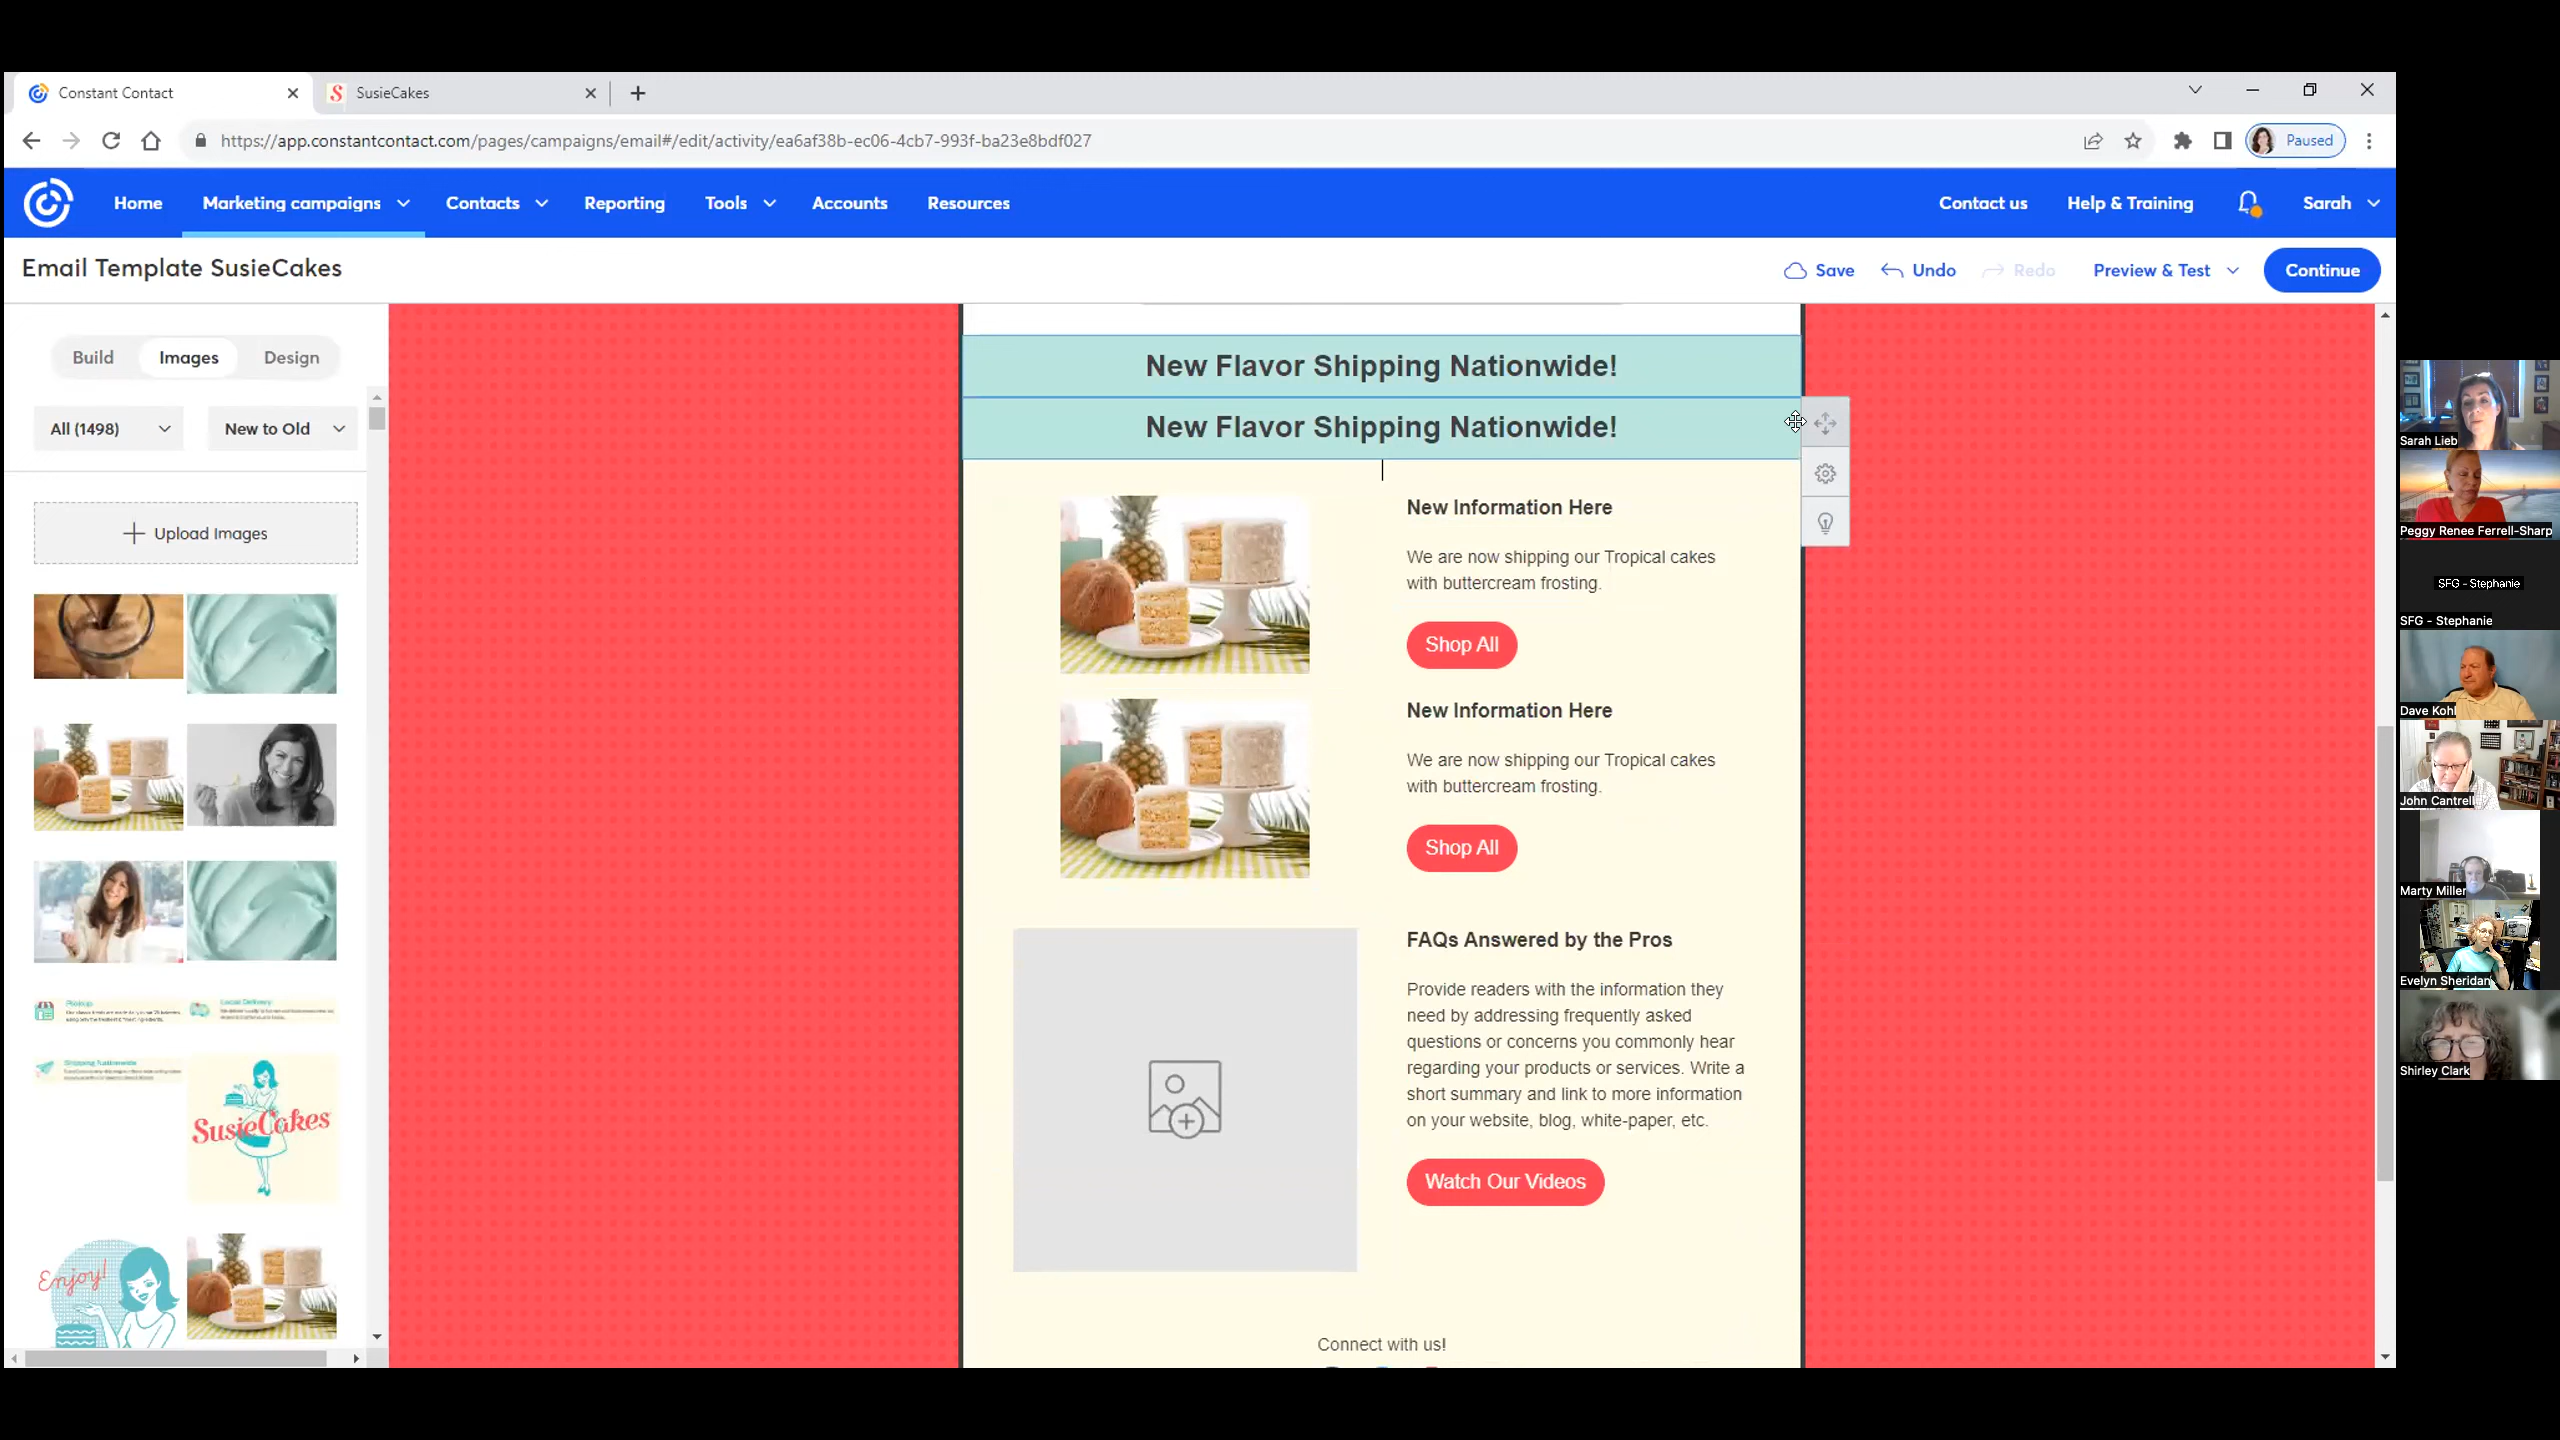 Constant Contact
SusieCakes
https://app.constantcontact.com/pages/campaigns/email#/edit/activity/ea6af38b-ec06-4cb7-993f-ba23e8bdf027
Paused
Home
Marketing campaigns
Contacts
Reporting
Tools
Accounts
Resources
Contact us
Help & Training
Sarah
Email Template SusieCakes
Save
Undo
Redo
Preview & Test
Continue
Build
Images
Design
All (1498)
New to Old
Upload Images
Pickup
Local Delivery
Shipping Nationwide
SusieCakes
Enjoy!
New Flavor Shipping Nationwide!
New Flavor Shipping Nationwide!
New Information Here
We are now shipping our Tropical cakes
with buttercream frosting.
Shop All
New Information Here
We are now shipping our Tropical cakes
with buttercream frosting.
Shop All
FAQs Answered by the Pros
Provide readers with the information they
need by addressing frequently asked
questions or concerns you commonly hear
regarding your products or services. Write a
short summary and link to more information
on your website, blog, white-paper, etc.
Watch Our Videos
Connect with us!
Sarah Lieb
Peggy Renee Ferrell-Sharp
SFG - Stephanie
SFG - Stephanie
Dave Kohl
John Cantrell
Marty Miller
Evelyn Sheridan
Shirley Clark